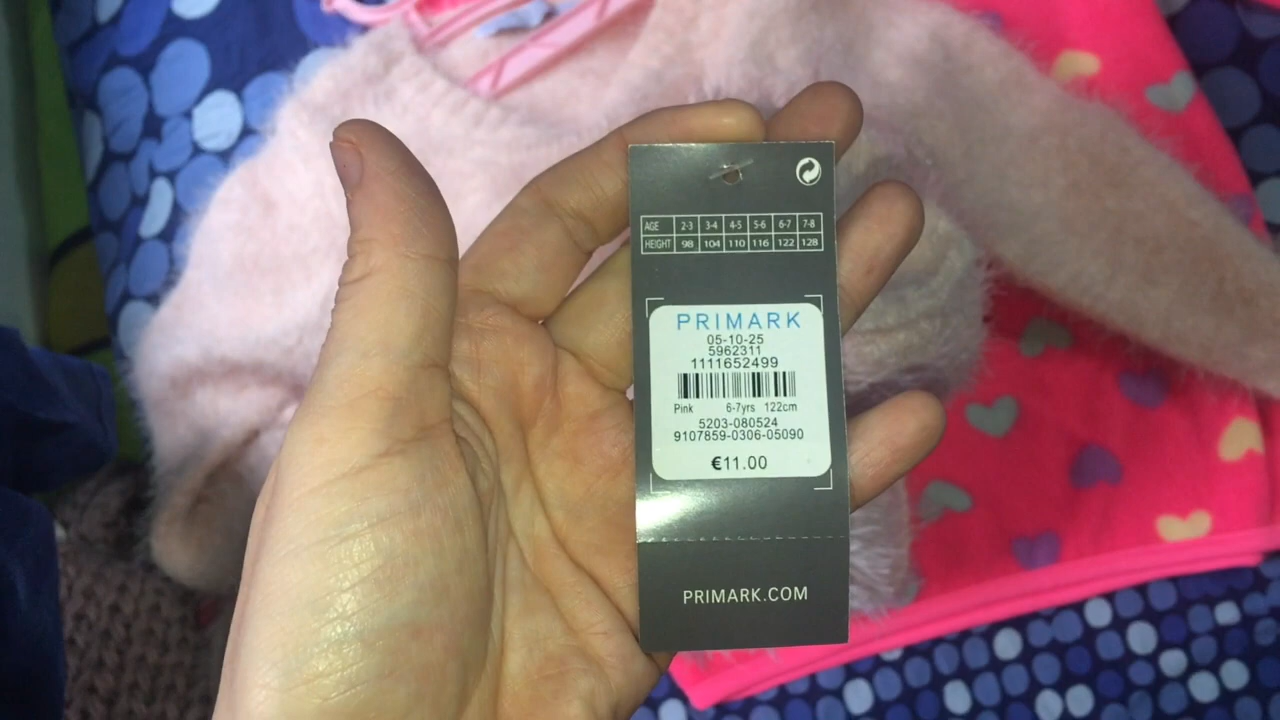 AGE 2-3 3-4 4-5 5-6 6-7 7-8
HEIGHT 98 104 110 116 122 128
PRIMARK
05-10-25
5962311
1111652499
Pink 6-7yrs 122cm
5203-080524
9107859-0306-05090
€11.00
PRIMARK.COM